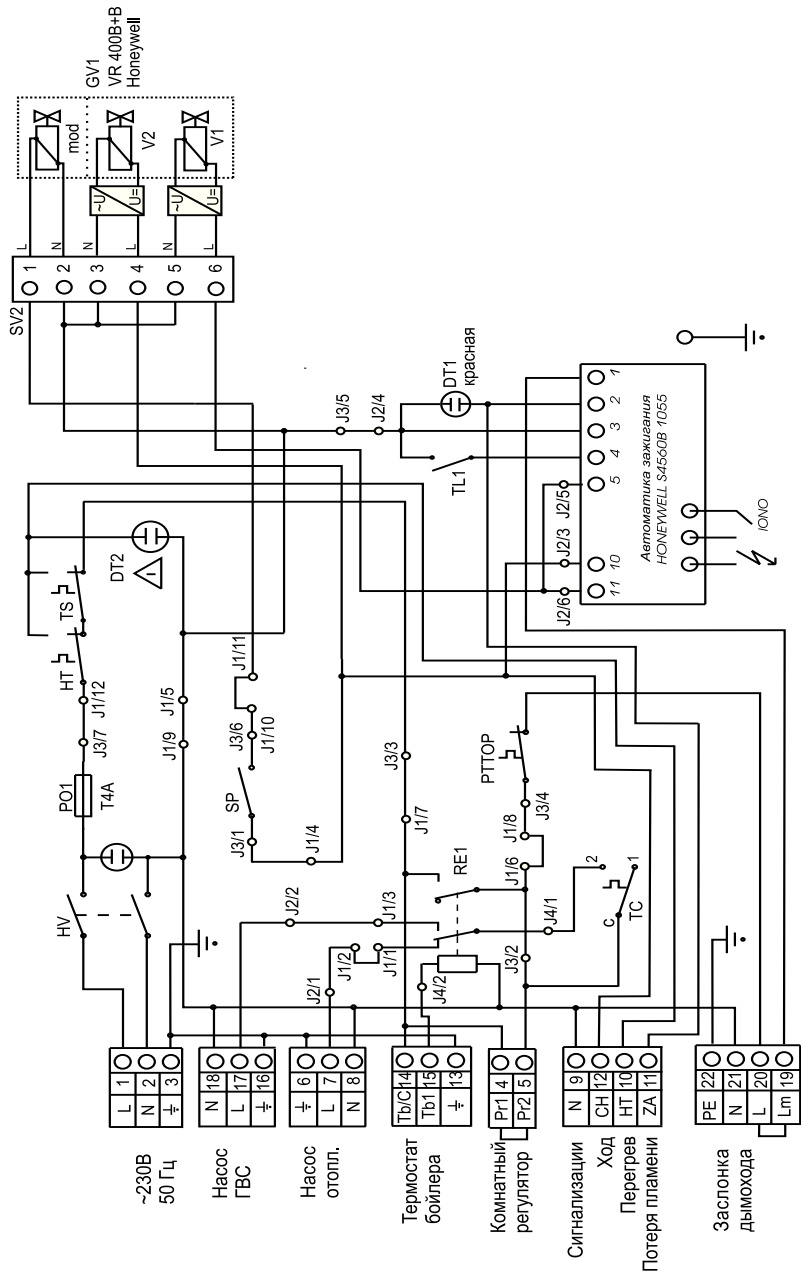 GV1
VR 400B+B
Honeywell
mod
V2
V1
~U
U=
~U
U=
L
N
N
L
N
L
SV2
1
2
3
4
5
6
DT1
красная
J3/5
J2/4
TL1
1
2
3
4
5
10
11
J2/5
J2/3
J2/6
Автоматика зажигания
HONEYWELL S4560B 1055
IONO
DT2
TS
HT
J1/12
J3/7
PO1
T4A
HV
J1/5
J1/9
J1/11
J3/6
J1/10
SP
J3/1
J1/4
J3/3
J1/7
PTTOP
J3/4
J1/8
J1/6
RE1
J2/2
J1/3
J1/2
J1/1
J2/1
J4/2
J4/1
J3/2
2
1
C
TC
L 1
N 2
3
~230В
50 Гц
N 18
L 17
16
Насос
ГВС
6
L 7
N 8
Насос
отопл.
Tb/C 14
Tb1 15
13
Термостат
бойлера
Pr1 4
Pr2 5
Комнатный
регулятор
N 9
CH 12
HT 10
ZA 11
Сигнализации
Ход
Перегрев
Потеря пламени
PE 22
N 21
L 20
Lm 19
Заслонка
дымохода